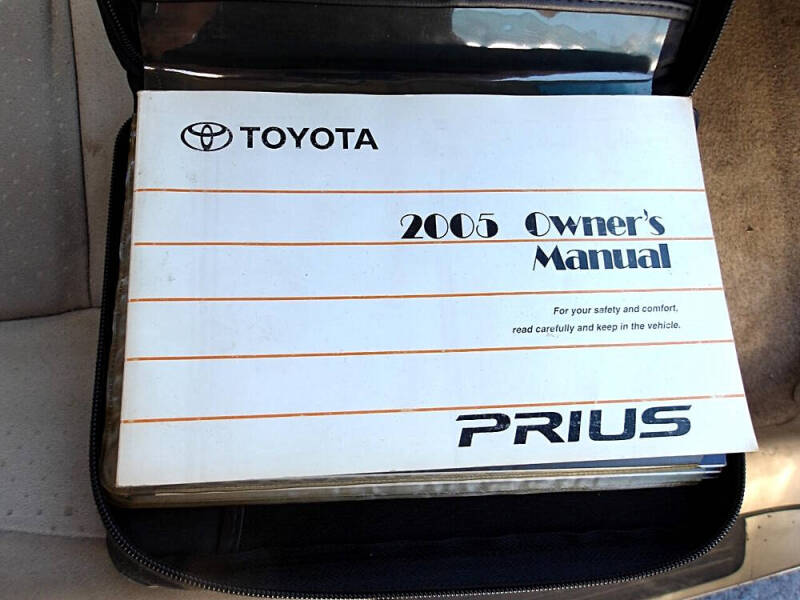 TOYOTA
2005 Owner's
Manual
For your safety and comfort,
read carefully and keep in the vehicle.
PRIUS